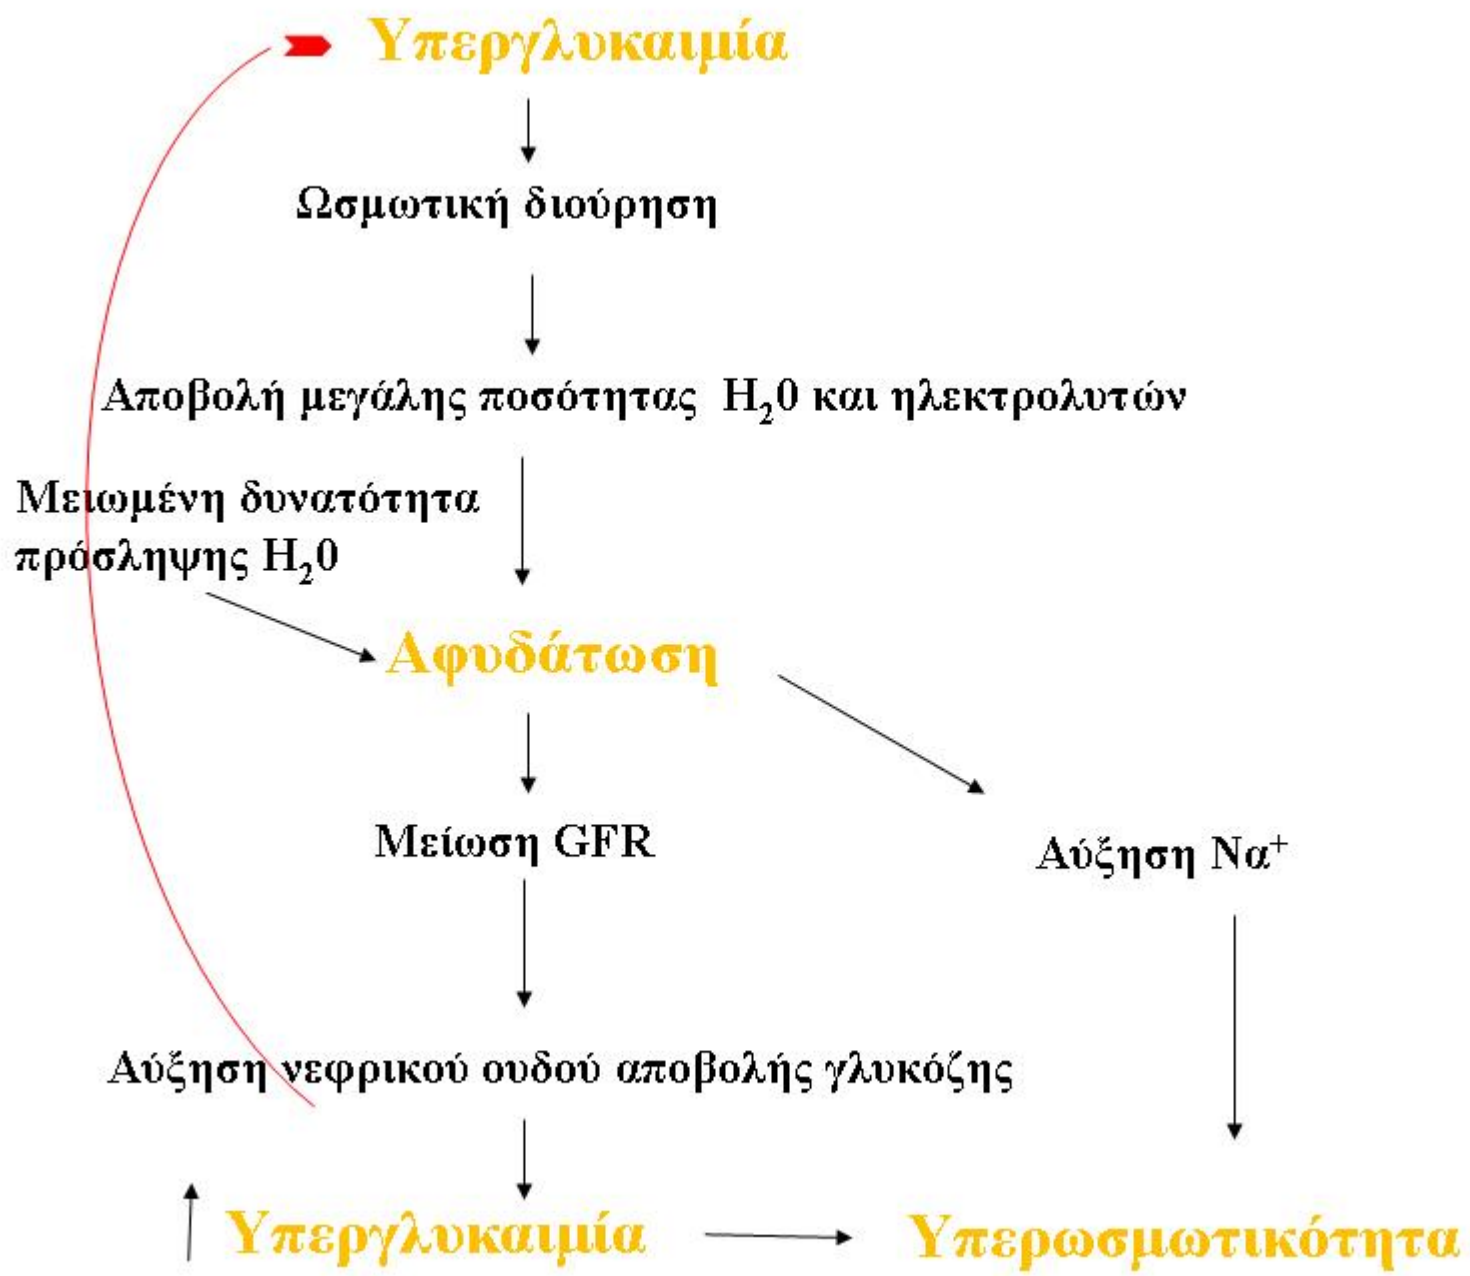 Υπεργλυκαιμία
Ωσμωτική διούρηση
Αποβολή μεγάλης ποσότητας H₂0 και ηλεκτρολυτών
Μειωμένη δυνατότητα
πρόσληψης H₂0
Αφυδάτωση
Μείωση GFR
Αύξηση Να⁺
Αύξηση νεφρικού ουδού αποβολής γλυκόζης
Υπεργλυκαιμία
Υπερωσμωτικότητα